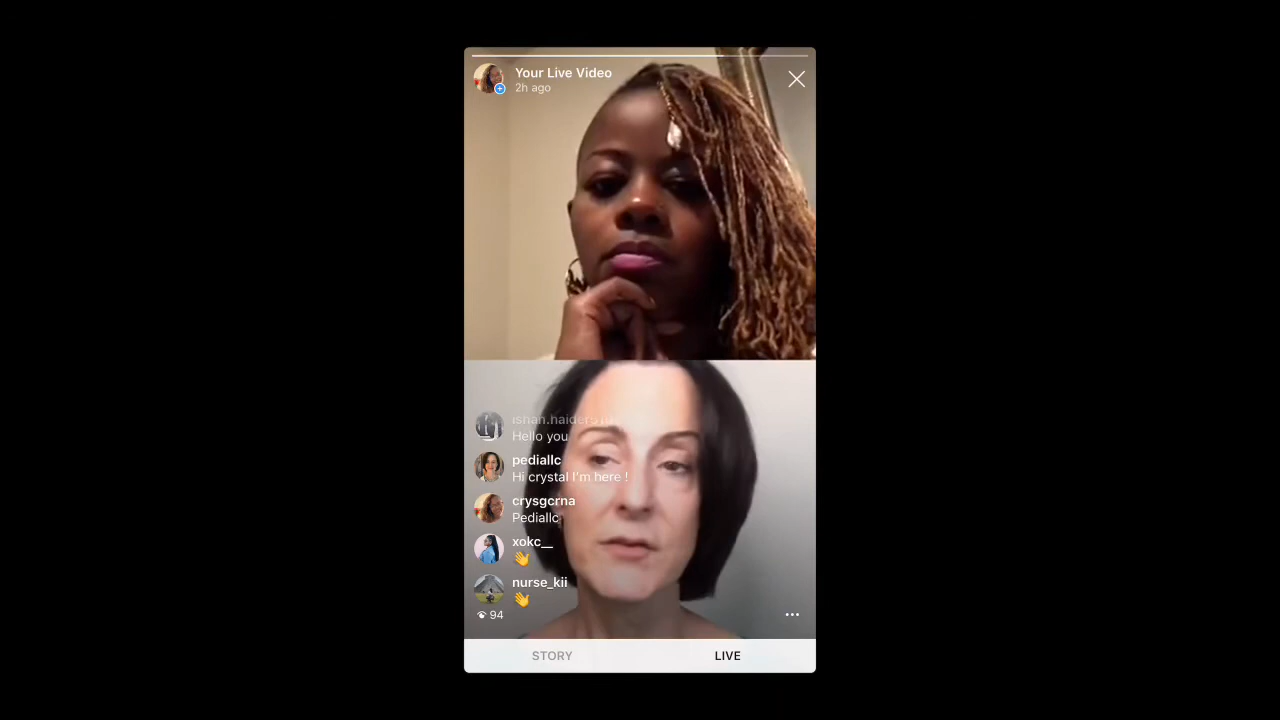 Your Live Video
2h ago
Hello you
pediallc
Hi crystal I'm here !
crysgcrna
Pediallc
xokc__
nurse_kii
94
STORY
LIVE